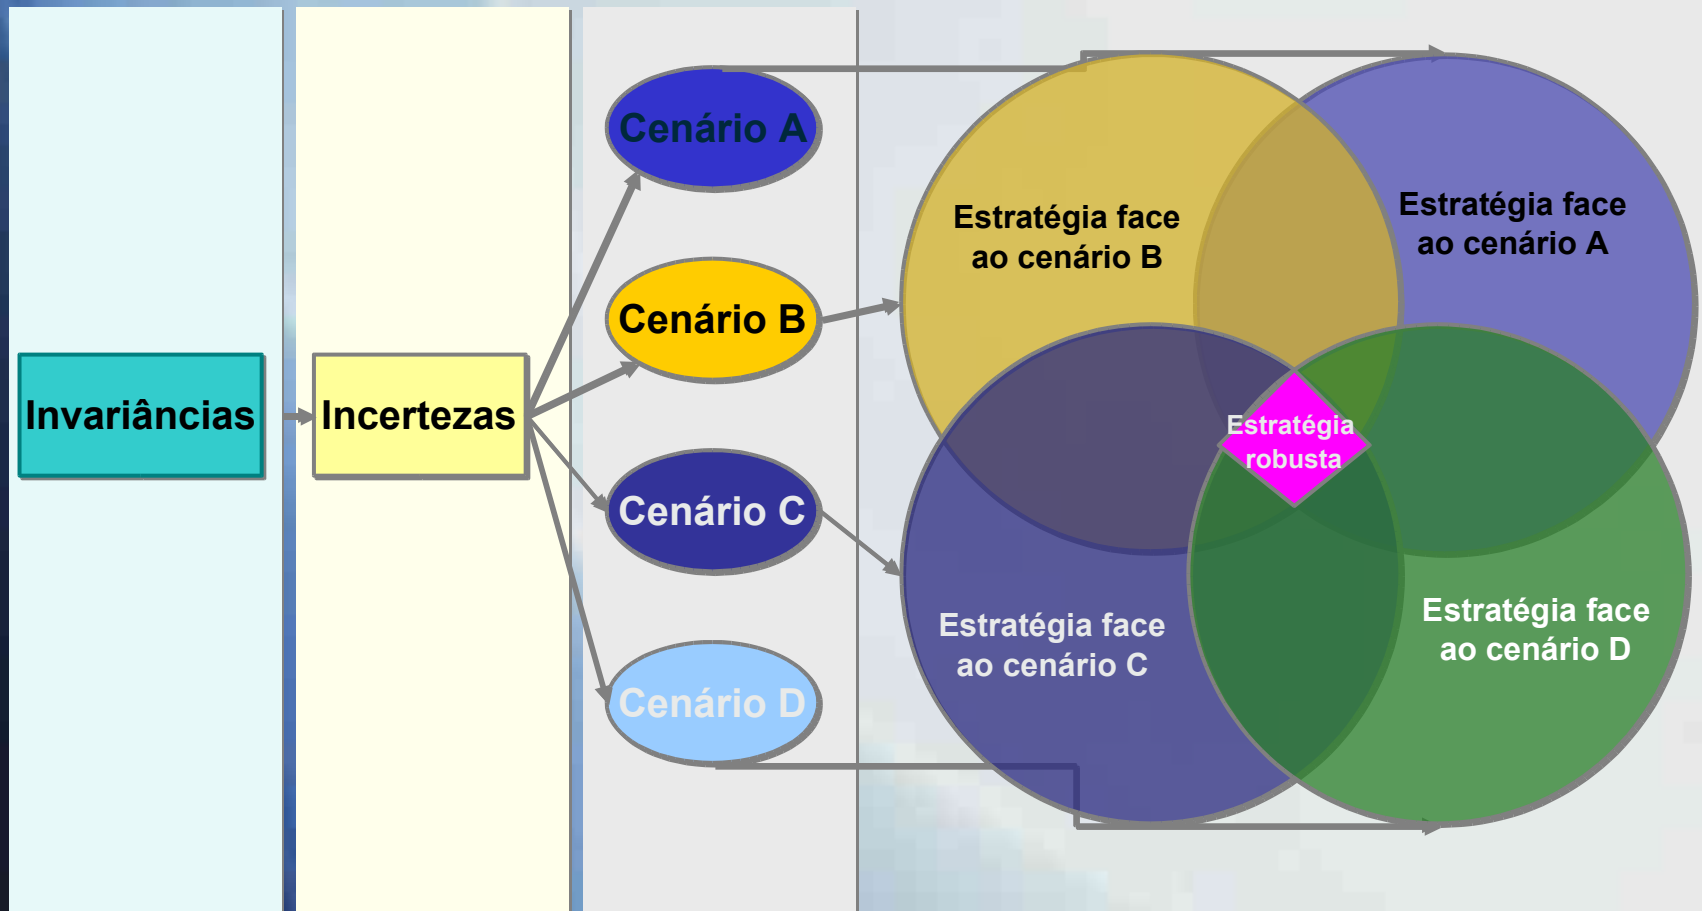 Invariâncias
Incertezas
Cenário A
Cenário B
Cenário C
Cenário D
Estratégia face
ao cenário B
Estratégia face
ao cenário A
Estratégia
robusta
Estratégia face
ao cenário C
Estratégia face
ao cenário D